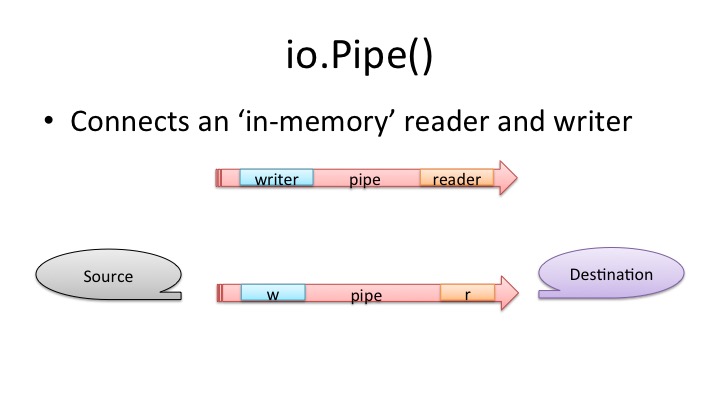 io.Pipe()
• Connects an ‘in-memory’ reader and writer
writer pipe reader
Source
w pipe r
Destination